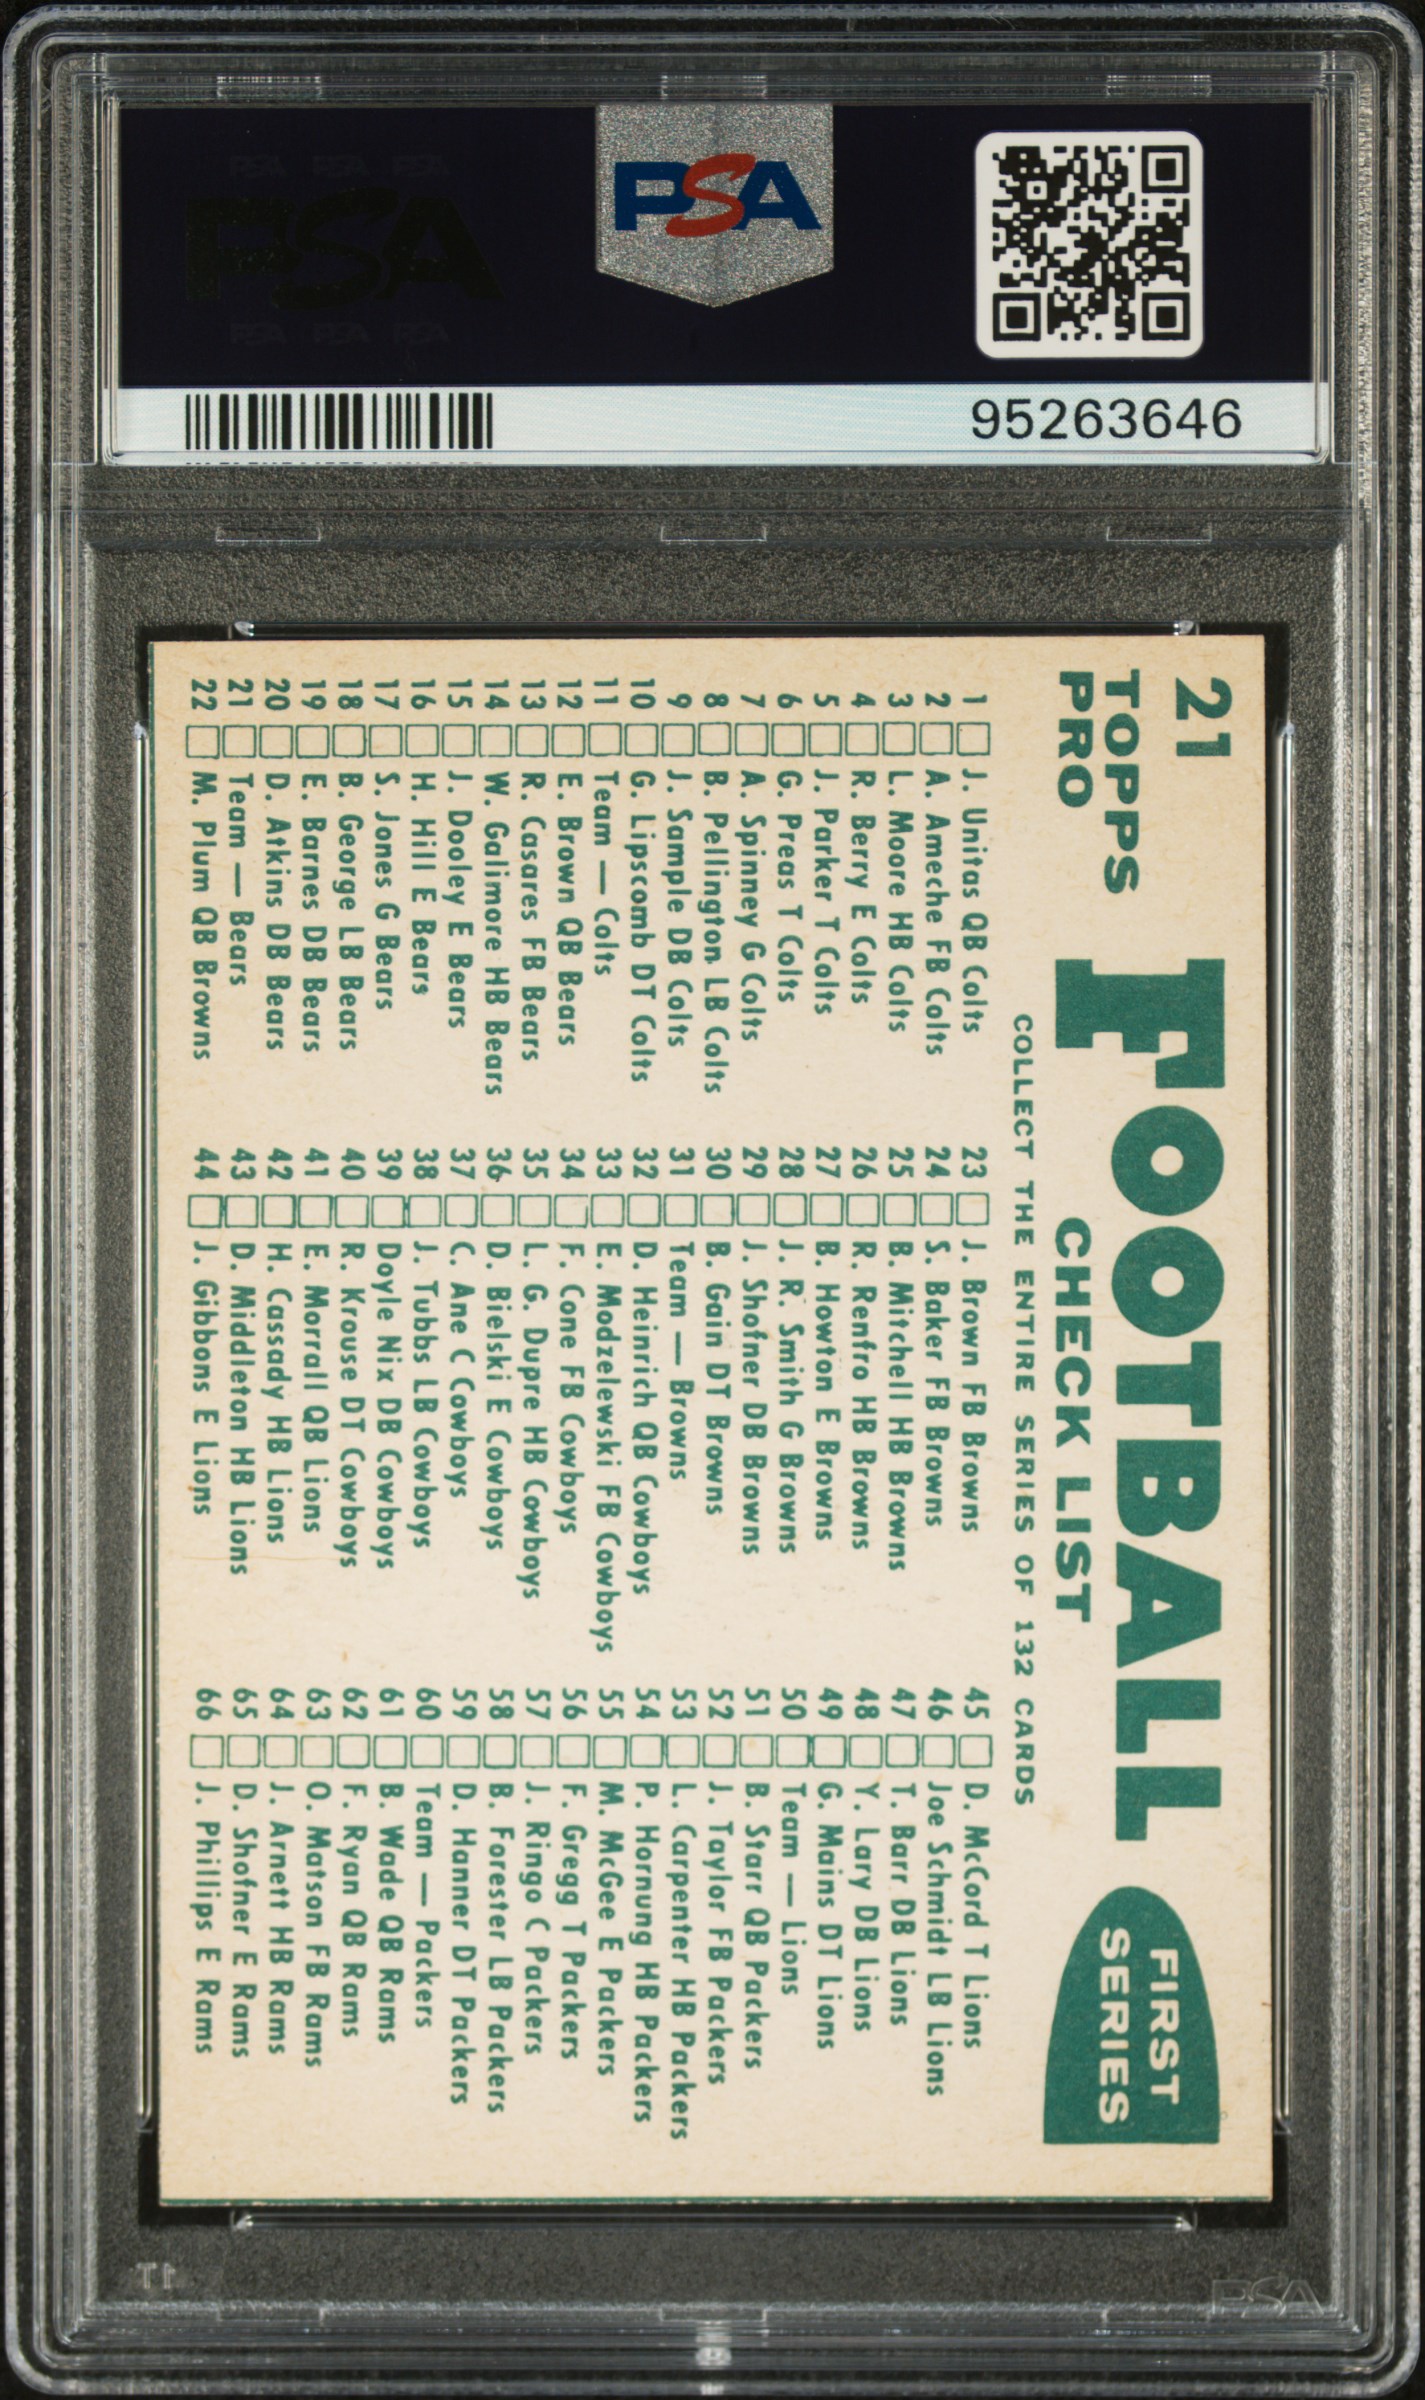 PSA PSA PSA
PSA
PSA PSA PSA
PSA
95263646
21
TOPPS
PRO
FOOTBALL
CHECK LIST
FIRST
SERIES
COLLECT THE ENTIRE SERIES OF 132 CARDS
1 J. Unitas QB Colts
2 A. Ameche FB Colts
3 L. Moore HB Colts
4 R. Berry E Colts
5 J. Parker T Colts
6 G. Preas T Colts
7 A. Spinney G Colts
8 B. Pellington LB Colts
9 J. Sample DB Colts
10 G. Lipscomb DT Colts
11 Team — Colts
12 E. Brown QB Bears
13 R. Casares FB Bears
14 W. Galimore HB Bears
15 J. Dooley E Bears
16 H. Hill E Bears
17 S. Jones G Bears
18 B. George LB Bears
19 E. Barnes DB Bears
20 D. Atkins DB Bears
21 Team — Bears
22 M. Plum QB Browns
23 J. Brown FB Browns
24 S. Baker FB Browns
25 B. Mitchell HB Browns
26 R. Renfro HB Browns
27 B. Howton E Browns
28 J. R. Smith G Browns
29 J. Shofner DB Browns
30 B. Gain DT Browns
31 Team — Browns
32 D. Heinrich QB Cowboys
33 E. Modzelewski FB Cowboys
34 F. Cone FB Cowboys
35 L. G. Dupre HB Cowboys
36 D. Bielski E Cowboys
37 C. Ane C Cowboys
38 J. Tubbs LB Cowboys
39 Doyle Nix DB Cowboys
40 R. Krouse DT Cowboys
41 E. Morrall QB Lions
42 H. Cassady HB Lions
43 D. Middleton HB Lions
44 J. Gibbons E Lions
45 D. McCord T Lions
46 Joe Schmidt LB Lions
47 T. Barr DB Lions
48 Y. Lary DB Lions
49 G. Mains DT Lions
50 Team — Lions
51 B. Starr QB Packers
52 J. Taylor FB Packers
53 L. Carpenter HB Packers
54 P. Hornung HB Packers
55 M. McGee E Packers
56 F. Gregg T Packers
57 J. Ringo C Packers
58 B. Forester LB Packers
59 D. Hanner DT Packers
60 Team — Packers
61 B. Wade QB Rams
62 F. Ryan QB Rams
63 O. Matson FB Rams
64 J. Arnett HB Rams
65 D. Shofner E Rams
66 J. Phillips E Rams
PSA